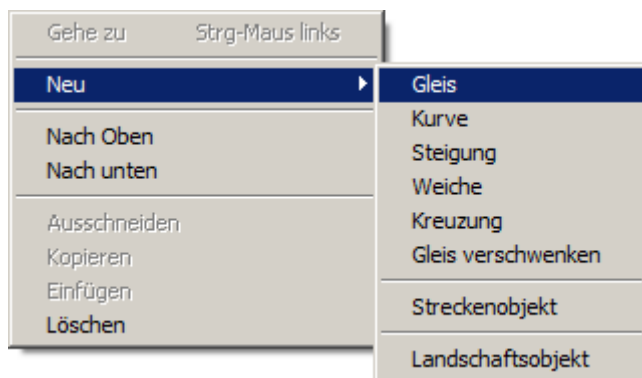 Gehe zu Strg-Maus links
Neu
Nach Oben
Nach unten
Ausschneiden
Kopieren
Einfügen
Löschen
Gleis
Kurve
Steigung
Weiche
Kreuzung
Gleis verschwenken
Streckenobjekt
Landschaftsobjekt